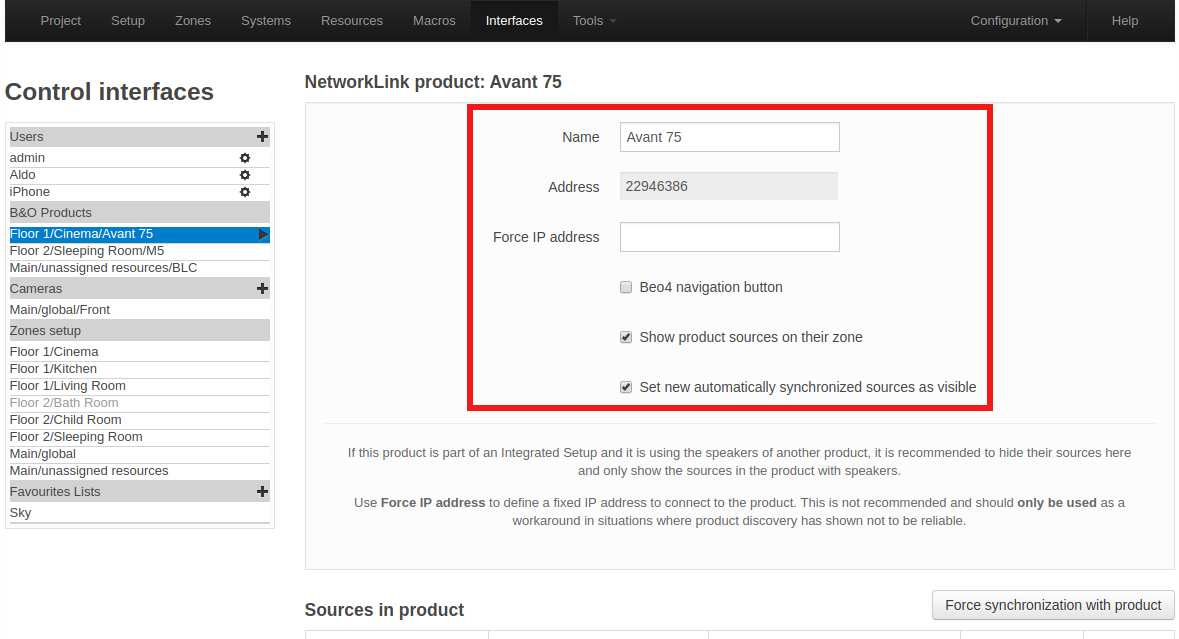 Project Setup Zones Systems Resources Macros Interfaces Tools Configuration Help
Control interfaces
Users
admin
Aldo
iPhone
B&O Products
Floor 1/Cinema/Avant 75
Floor 2/Sleeping Room/M5
Main/unassigned resources/BLC
Cameras
Main/global/Front
Zones setup
Floor 1/Cinema
Floor 1/Kitchen
Floor 1/Living Room
Floor 2/Bath Room
Floor 2/Child Room
Floor 2/Sleeping Room
Main/global
Main/unassigned resources
Favourites Lists
Sky
NetworkLink product: Avant 75
Name Avant 75
Address 22946386
Force IP address
Beo4 navigation button
Show product sources on their zone
Set new automatically synchronized sources as visible
If this product is part of an Integrated Setup and it is using the speakers of another product, it is recommended to hide their sources here
and only show the sources in the product with speakers.
Use Force IP address to define a fixed IP address to connect to the product. This is not recommended and should only be used as a
workaround in situations where product discovery has shown not to be reliable.
Sources in product
Force synchronization with product